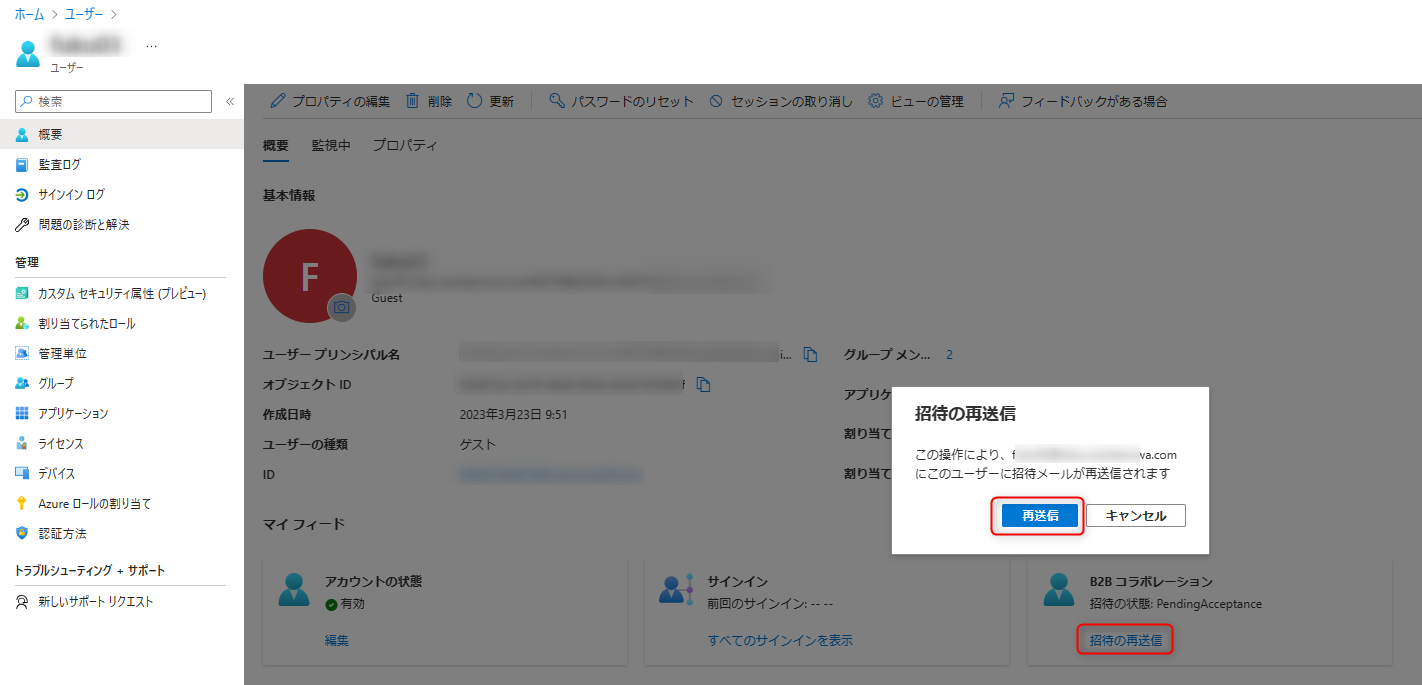 ホーム > ユーザー >
...
ユーザー
検索
«
概要
監査ログ
サインイン ログ
問題の診断と解決
管理
カスタム セキュリティ属性 (プレビュー)
割り当てられたロール
管理単位
グループ
アプリケーション
ライセンス
デバイス
Azure ロールの割り当て
認証方法
トラブルシューティング + サポート
新しいサポート リクエスト
プロパティの編集 削除 更新 パスワードのリセット セッションの取り消し ビューの管理 フィードバックがある場合
概要 監視中 プロパティ
基本情報
F
Guest
ユーザー プリンシパル名 i... グループ メン... 2
オブジェクト ID f アプリケ
作成日時 2023年3月23日 9:51 割り当て
ユーザーの種類 ゲスト
ID 割り当て
招待の再送信
この操作により、f va.com
にこのユーザーに招待メールが再送信されます
再送信 キャンセル
マイ フィード
アカウントの状態
有効
編集
サインイン
前回のサインイン: -- --
すべてのサインインを表示
B2B コラボレーション
招待の状態: PendingAcceptance
招待の再送信